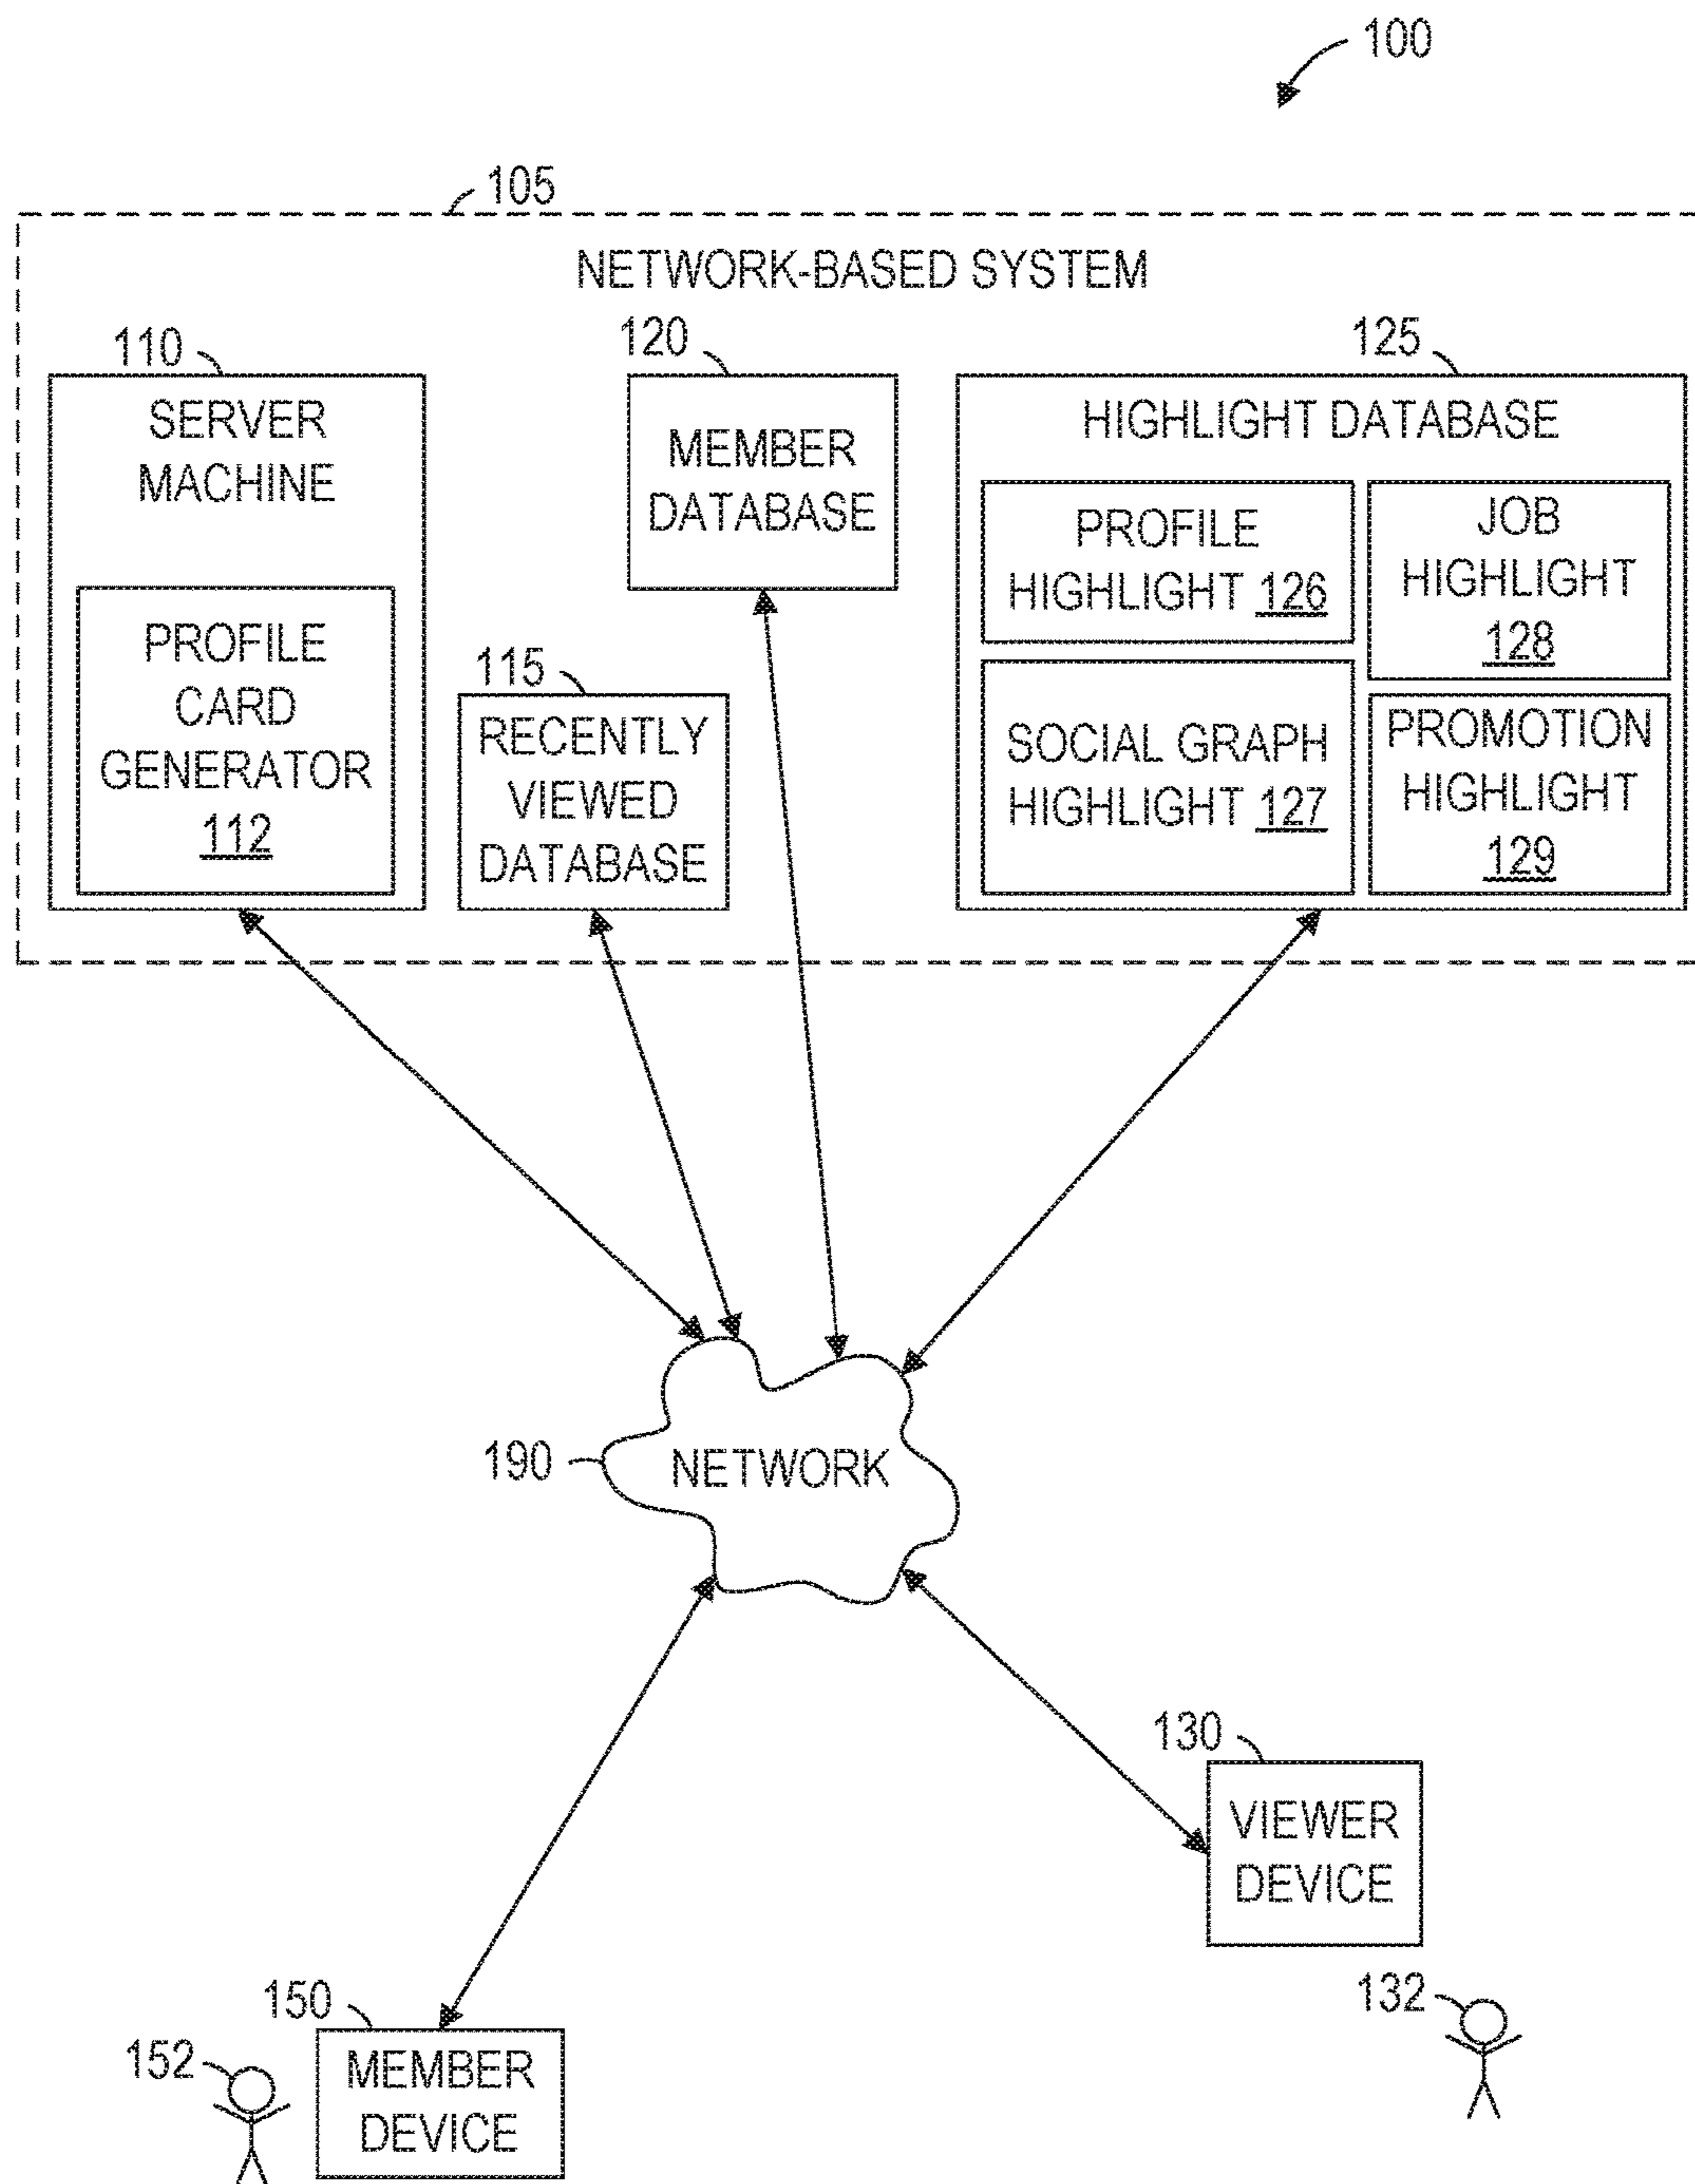 100
105
NETWORK-BASED SYSTEM
110
SERVER
MACHINE
PROFILE
CARD
GENERATOR
112
115
RECENTLY
VIEWED
DATABASE
120
MEMBER
DATABASE
125
HIGHLIGHT DATABASE
PROFILE
HIGHLIGHT 126
JOB
HIGHLIGHT
128
SOCIAL GRAPH
HIGHLIGHT 127
PROMOTION
HIGHLIGHT
129
190
NETWORK
130
VIEWER
DEVICE
132
150
152
MEMBER
DEVICE